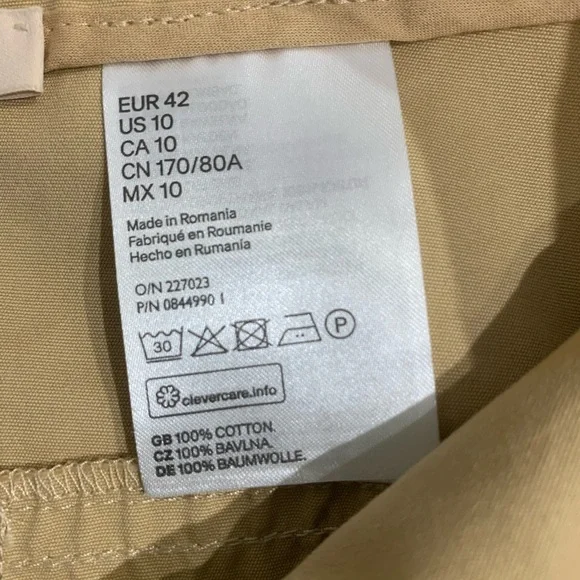 EUR 42
US 10
CA 10
CN 170/80A
MX 10
Made in Romania
Fabriqué en Roumanie
Hecho en Rumanía
O/N 227023
P/N 0844990 1
30
P
clevercare.info
GB 100% COTTON.
CZ 100% BAVLNA.
DE 100% BAUMWOLLE.